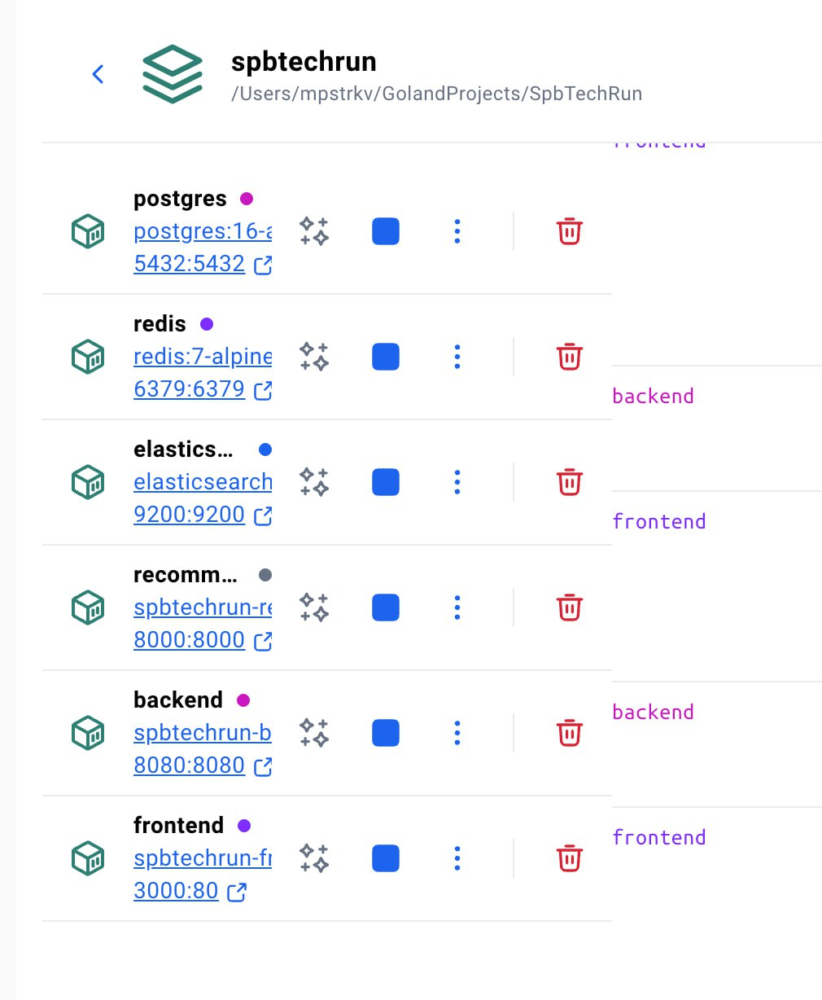 spbtechrun
/Users/mpstrkv/GolandProjects/SpbTechRun
frontend
postgres
postgres:16-a
5432:5432
redis
redis:7-alpine
6379:6379
backend
elastics...
elasticsearch
9200:9200
frontend
recomm...
spbtechrun-re
8000:8000
backend
backend
spbtechrun-b
8080:8080
frontend
frontend
spbtechrun-fr
3000:80